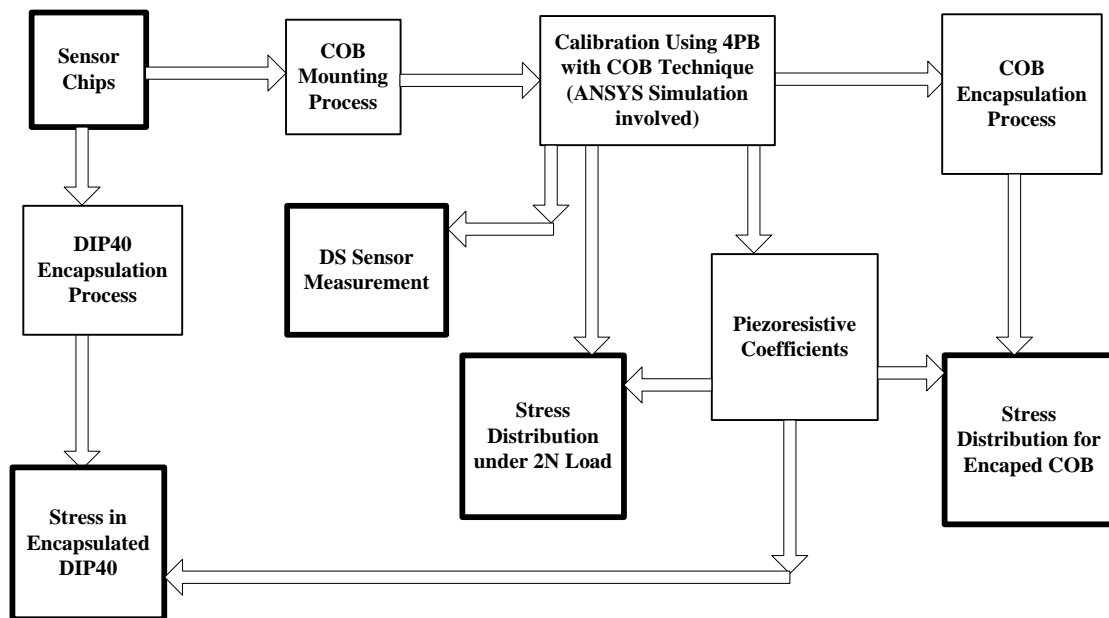 Sensor
Chips
COB
Mounting
Process
Calibration Using 4PB
with COB Technique
(ANSYS Simulation
involved)
COB
Encapsulation
Process
DIP40
Encapsulation
Process
DS Sensor
Measurement
Piezoresistive
Coefficients
Stress
Distribution
under 2N Load
Stress
Distribution for
Encaped COB
Stress in
Encapsulated
DIP40